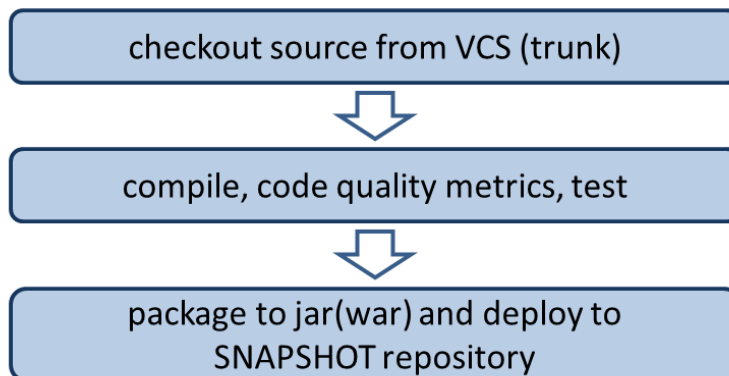 checkout source from VCS (trunk)
compile, code quality metrics, test
package to jar(war) and deploy to
SNAPSHOT repository